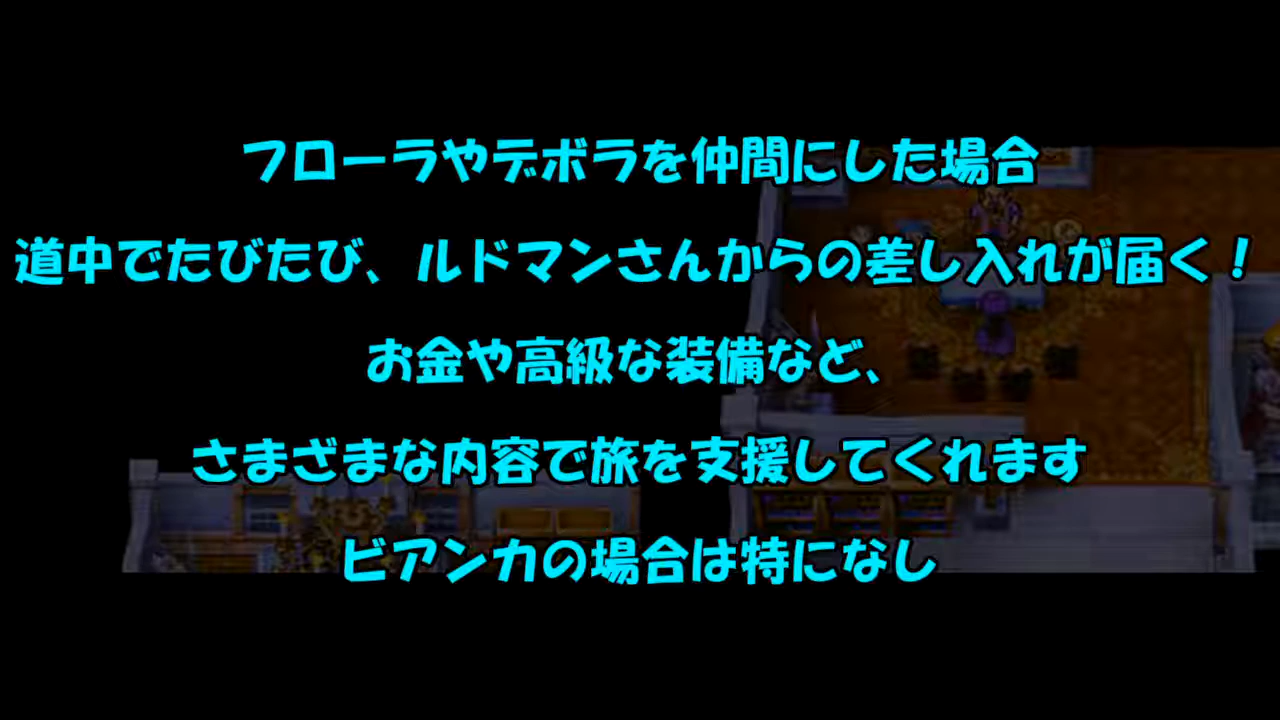 フローラやデボラを仲間にした場合
道中でたびたび、ルドマンさんからの差し入れが届く！
お金や高級な装備など、
さまざまな内容で旅を支援してくれます
ビアンカの場合は特になし